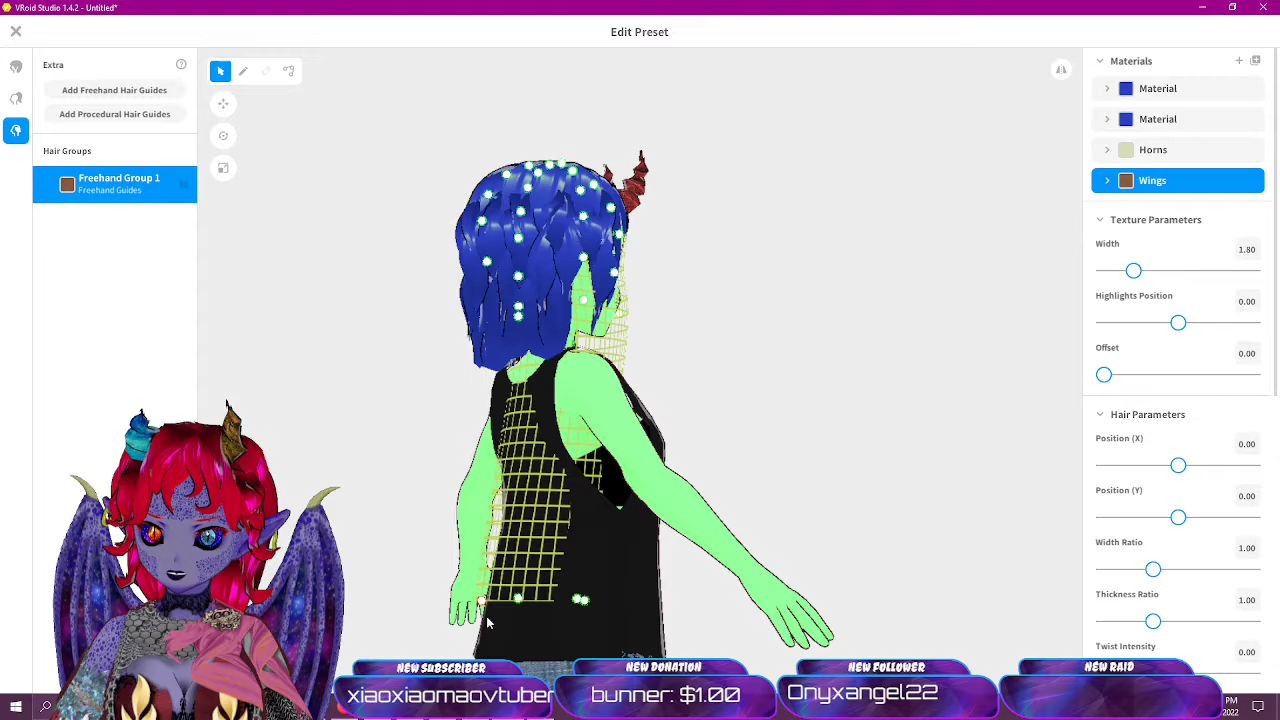 VRoid Studio 1.4.2 - Untitled*
Edit Preset
Extra
Add Freehand Hair Guides
Add Procedural Hair Guides
Hair Groups
Freehand Group 1
Freehand Guides
Materials
Material
Material
Horns
Wings
Texture Parameters
Width
1.80
Highlights Position
0.00
Offset
0.00
Hair Parameters
Position (X)
0.00
Position (Y)
0.00
Width Ratio
1.00
Thickness Ratio
1.00
Twist Intensity
0.00
NEW SUBSCRIBER
xiaoxiaomaovtuber
NEW DONATION
bunner: $1.00
NEW FOLLOWER
Onyxangel22
NEW RAID
PM